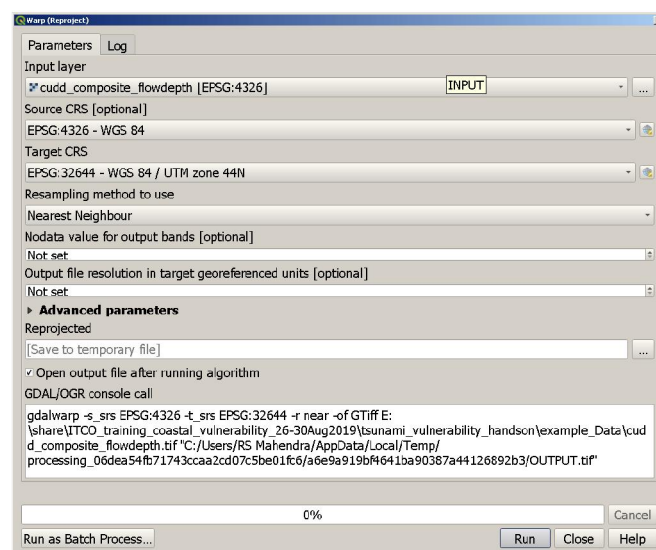 Warp (Reproject)
Parameters Log
Input layer
cudd_composite_flowdepth [EPSG:4326]
INPUT
...
Source CRS [optional]
EPSG:4326 - WGS 84
Target CRS
EPSG:32644 - WGS 84 / UTM zone 44N
Resampling method to use
Nearest Neighbour
Nodata value for output bands [optional]
Not set
Output file resolution in target georeferenced units [optional]
Not set
Advanced parameters
Reprojected
[Save to temporary file]
...
Open output file after running algorithm
GDAL/OGR console call
gdalwarp -s_srs EPSG:4326 -t_srs EPSG:32644 -r near -of GTiff E:
\share\ITCO_training_coastal_vulnerability_26-30Aug2019\tsunami_vulnerability_handson\example_Data\cud
d_composite_flowdepth.tif "C:/Users/RS Mahendra/AppData/Local/Temp/
processing_06dea54fb71743ccaa2cd07c5be01fc6/a6e9a919bf4641ba90387a44126892b3/OUTPUT.tif"
0%
Cancel
Run as Batch Process...
Run Close Help